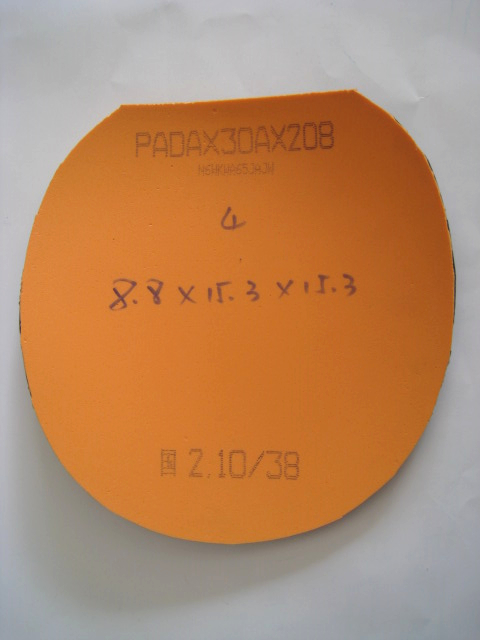 PADAX30AX208
4
8.8 × 15.3 × 15.3
国 2.10/38